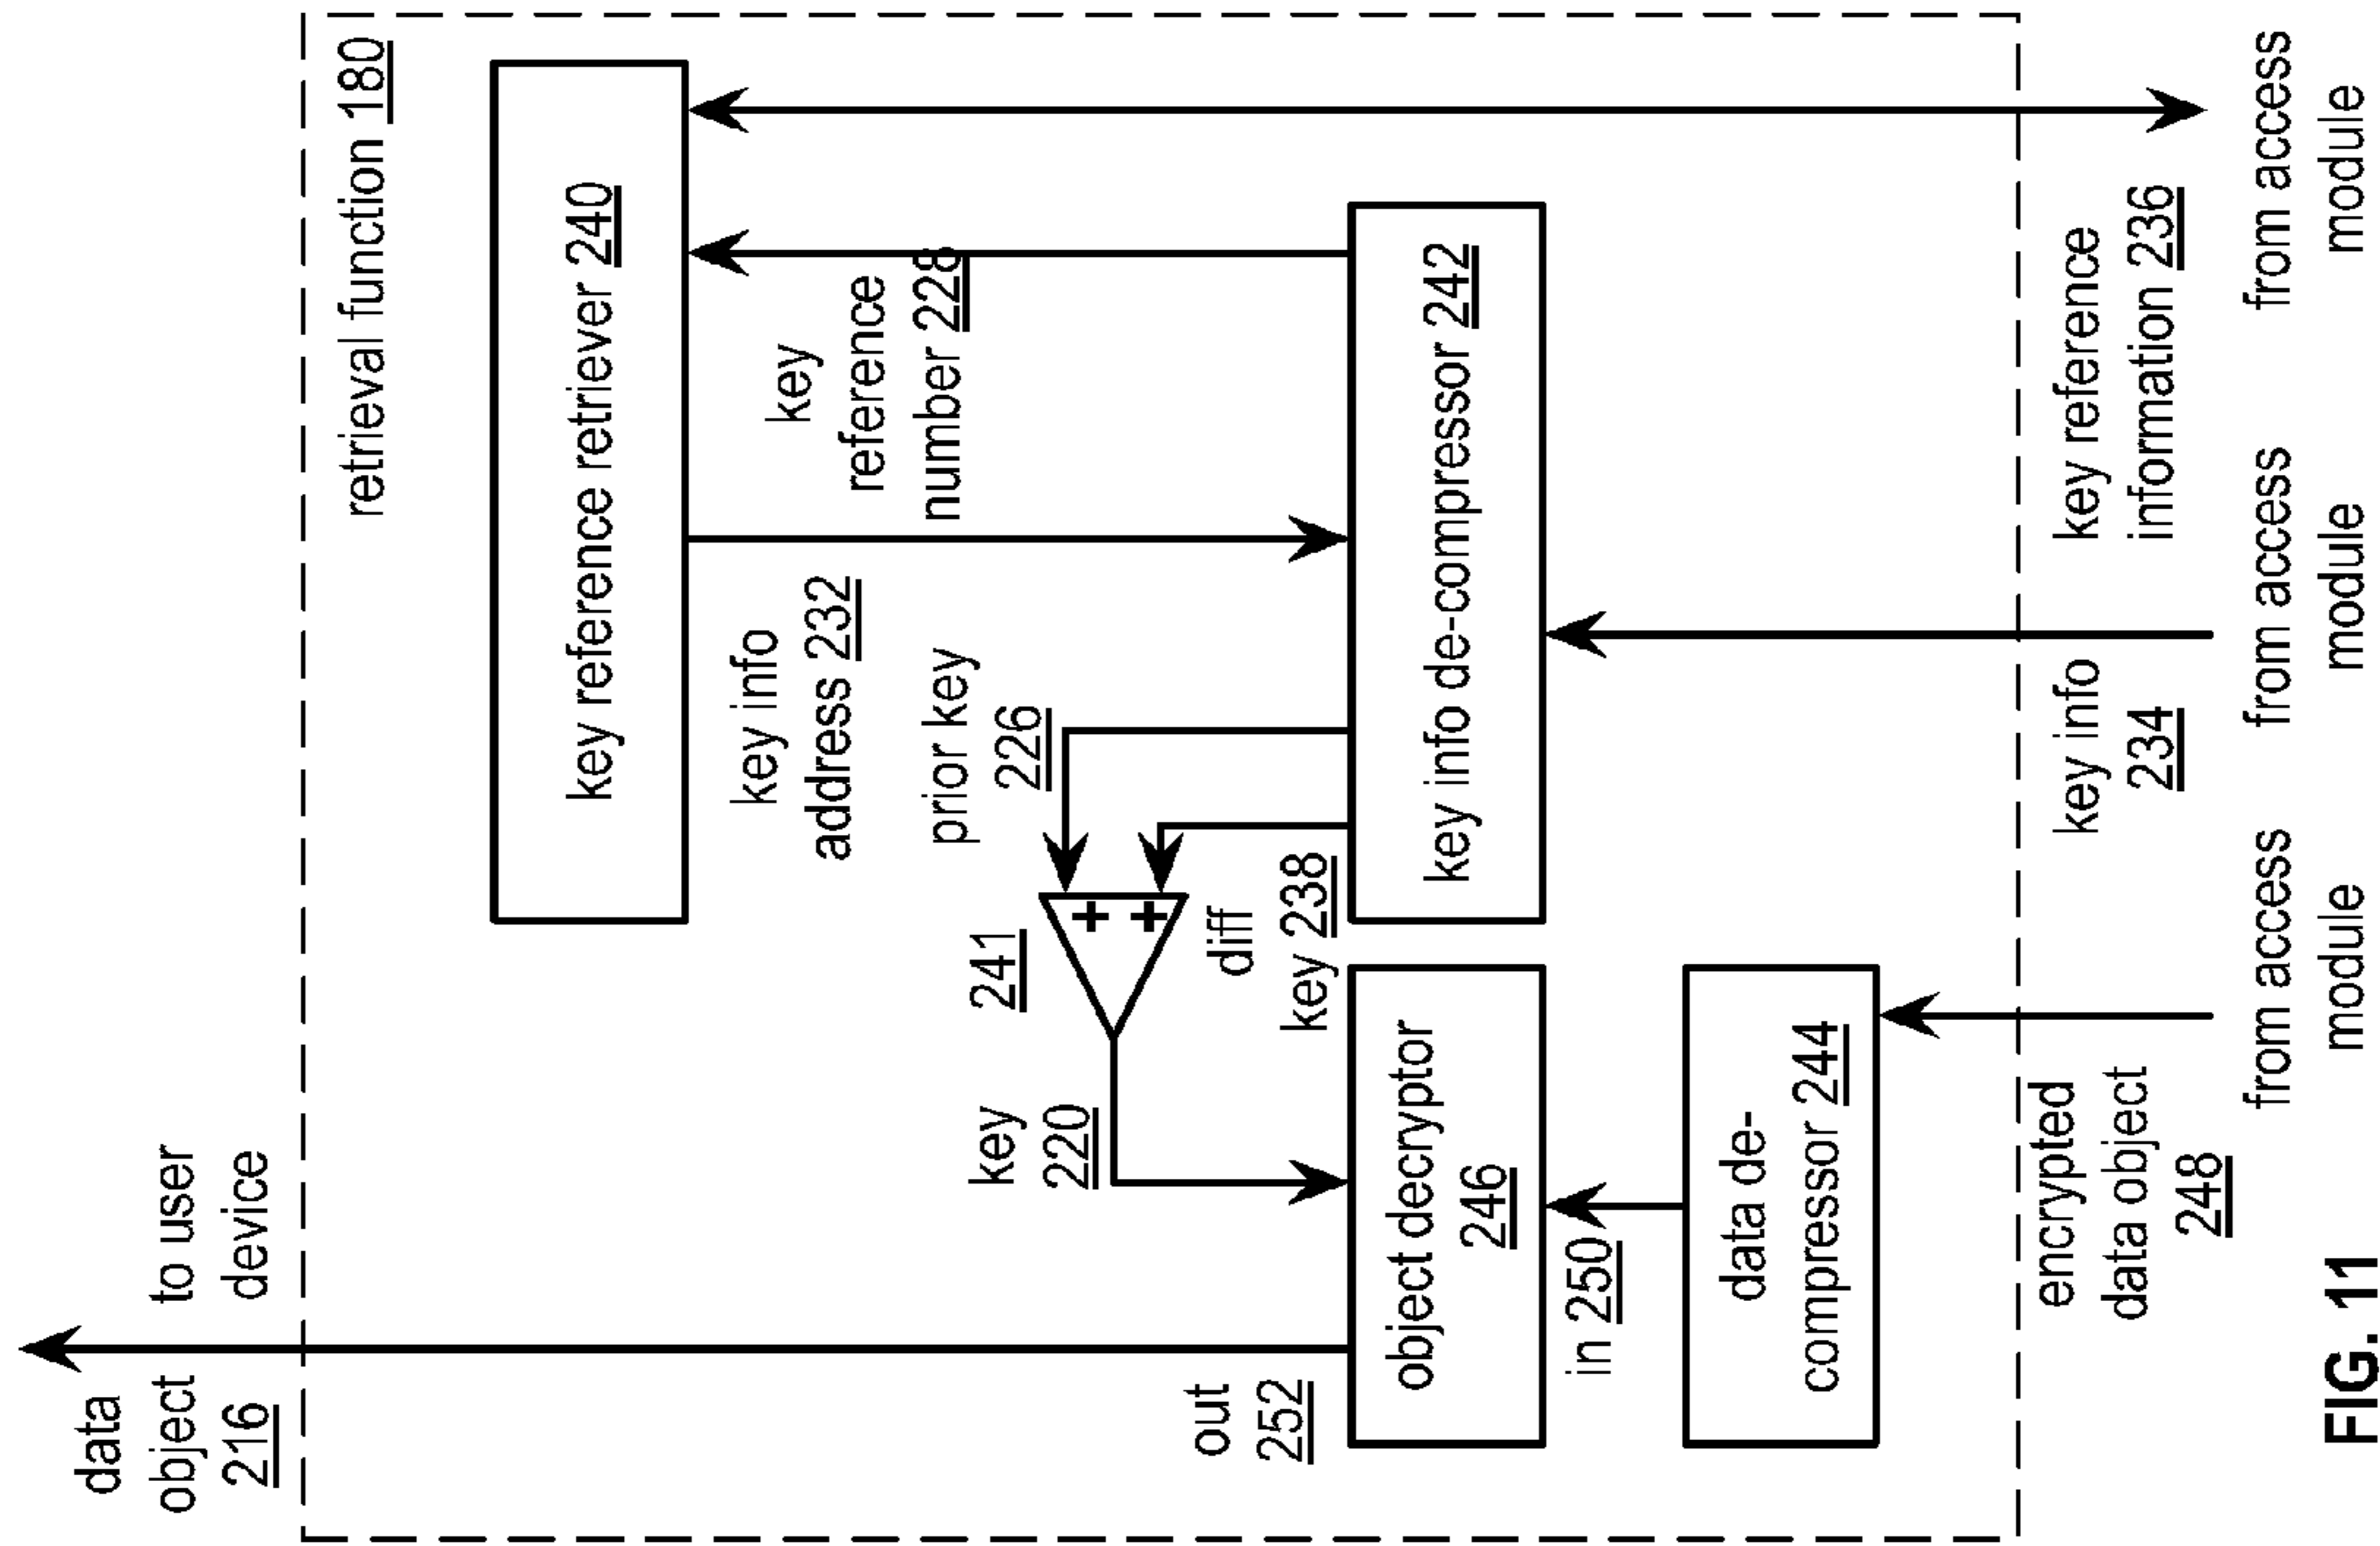 data
object
216
to user
device
retrieval function 180
key reference retriever 240
key info
address 232
key
reference
number 228
prior key
226
241
+ +
key
220
diff
key 238
out
252
object decryptor
246
key info de-compressor 242
in 250
data de-
compressor 244
encrypted
data object
248
key info
234
key reference
information 236
from access
module
from access
module
from access
module
FIG. 11